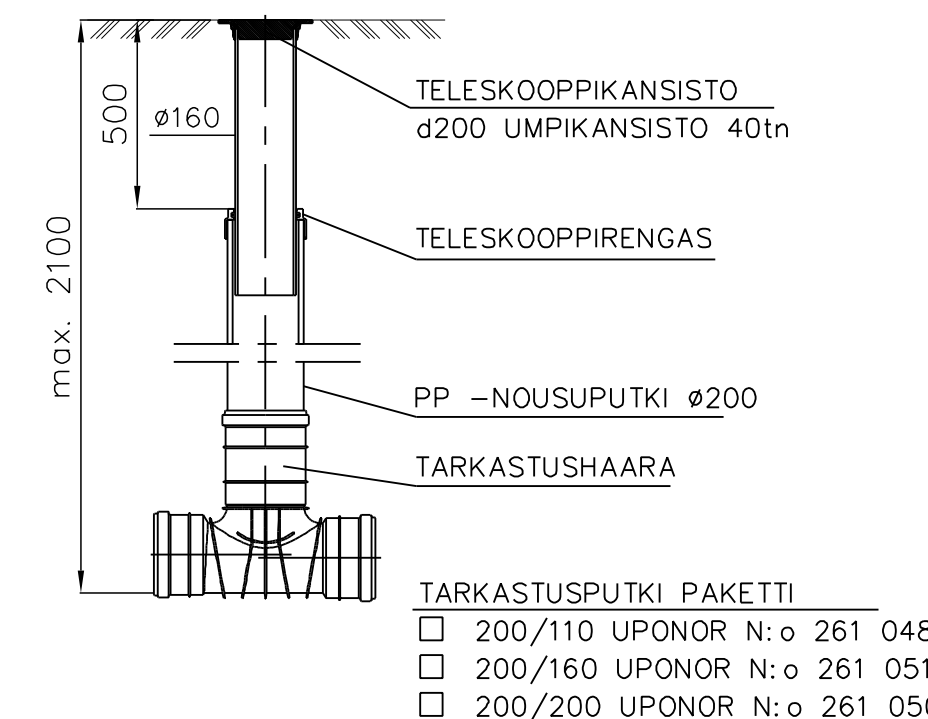 TELESKOOPPIKANSISTO
d200 UMPIKANSISTO 40tn
500
ø160
TELESKOOPPIRENGAS
max. 2100
PP -NOUSUPUTKI ø200
TARKASTUSHAARA
TARKASTUSPUTKI PAKETTI
200/110 UPONOR N:o 261 048
200/160 UPONOR N:o 261 051
200/200 UPONOR N:o 261 050